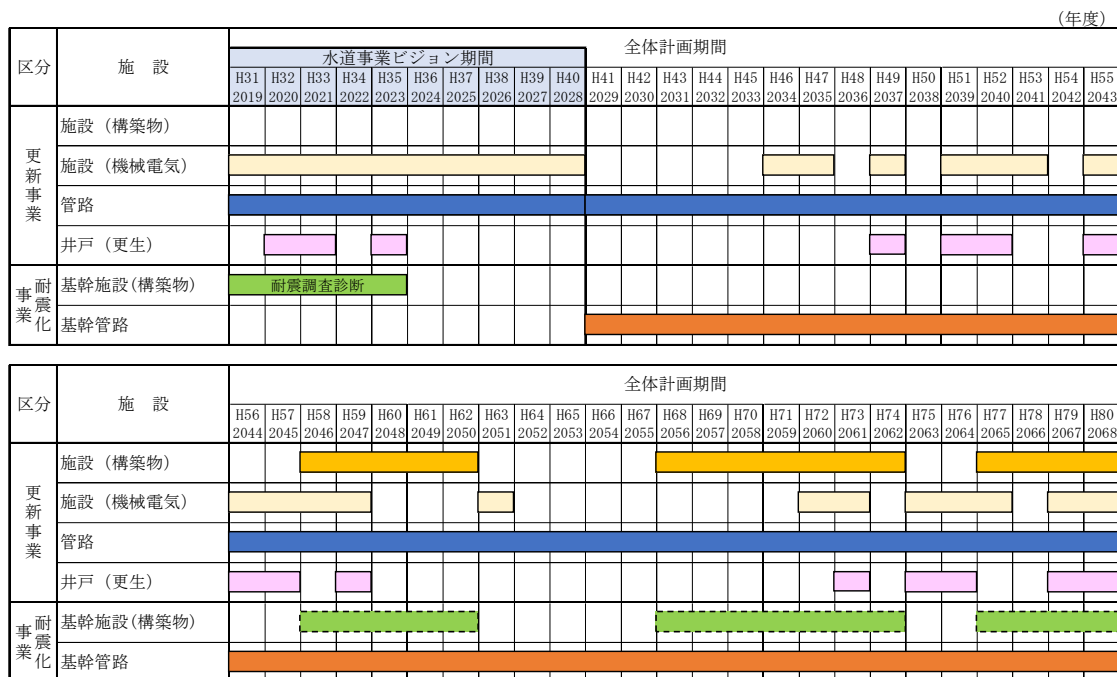 (年度)
区分 施 設 全体計画期間
水道事業ビジョン期間
H31 H32 H33 H34 H35 H36 H37 H38 H39 H40 H41 H42 H43 H44 H45 H46 H47 H48 H49 H50 H51 H52 H53 H54 H55
2019 2020 2021 2022 2023 2024 2025 2026 2027 2028 2029 2030 2031 2032 2033 2034 2035 2036 2037 2038 2039 2040 2041 2042 2043
更新事業
施設（構築物）
施設（機械電気）
管路
井戸（更生）
耐震化事業
基幹施設(構築物) 耐震調査診断
基幹管路
区分 施 設 全体計画期間
H56 H57 H58 H59 H60 H61 H62 H63 H64 H65 H66 H67 H68 H69 H70 H71 H72 H73 H74 H75 H76 H77 H78 H79 H80
2044 2045 2046 2047 2048 2049 2050 2051 2052 2053 2054 2055 2056 2057 2058 2059 2060 2061 2062 2063 2064 2065 2066 2067 2068
更新事業
施設（構築物）
施設（機械電気）
管路
井戸（更生）
耐震化事業
基幹施設(構築物)
基幹管路